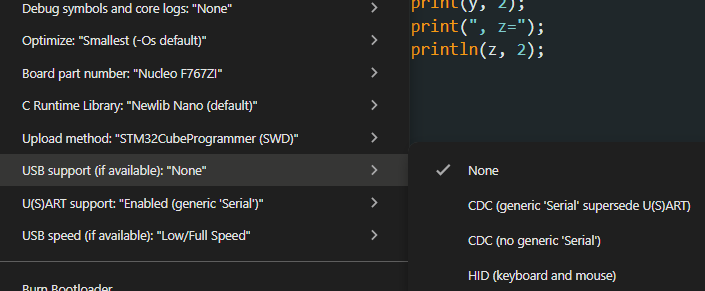 Debug symbols and core logs: "None"
Optimize: "Smallest (-Os default)"
Board part number: "Nucleo F767ZI"
C Runtime Library: "Newlib Nano (default)"
Upload method: "STM32CubeProgrammer (SWD)"
USB support (if available): "None"
U(S)ART support: "Enabled (generic 'Serial')"
USB speed (if available): "Low/Full Speed"
Burn Bootloader
print(y, 2);
print(", z=");
println(z, 2);
None
CDC (generic 'Serial' supersede U(S)ART)
CDC (no generic 'Serial')
HID (keyboard and mouse)